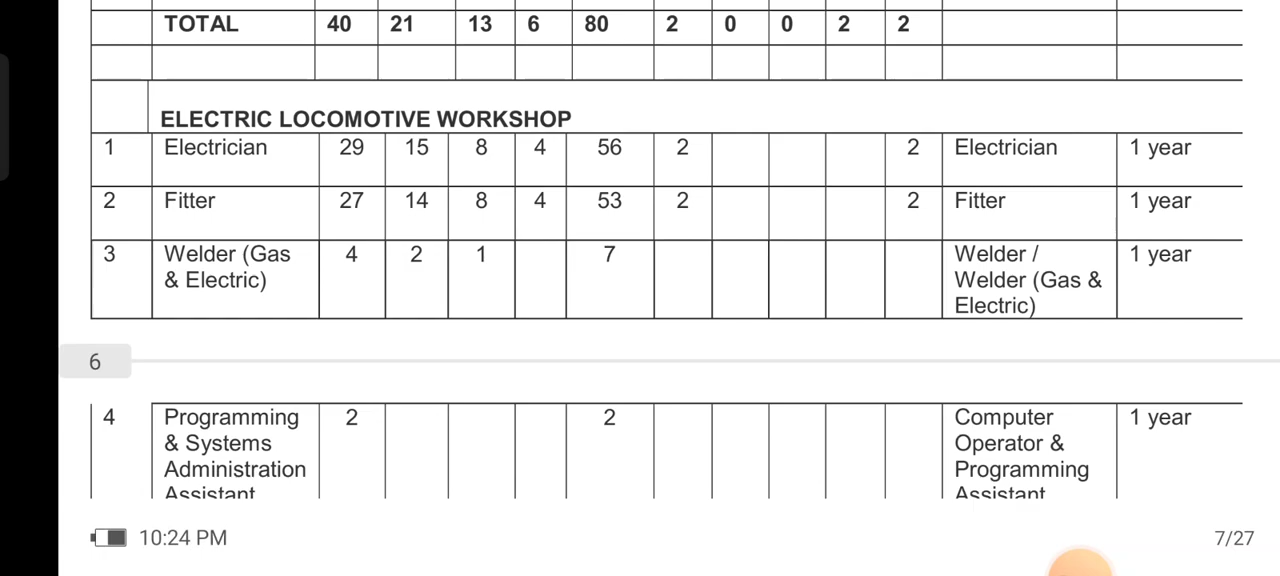 TOTAL 40 21 13 6 80 2 0 0 2 2
ELECTRIC LOCOMOTIVE WORKSHOP
1 Electrician 29 15 8 4 56 2 2 Electrician 1 year
2 Fitter 27 14 8 4 53 2 2 Fitter 1 year
3 Welder (Gas 4 2 1 7 Welder / 1 year
& Electric) Welder (Gas &
Electric)
6
4 Programming 2 2 Computer 1 year
& Systems Operator &
Administration Programming
Assistant Assistant
10:24 PM 7/27